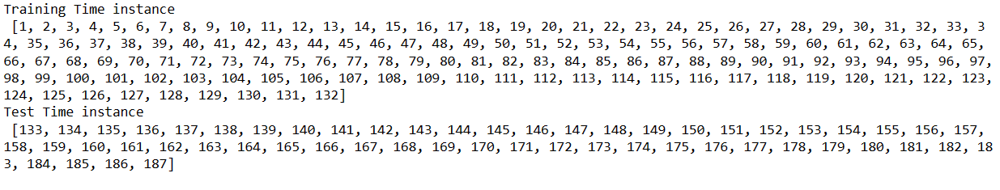 Training Time instance
[1, 2, 3, 4, 5, 6, 7, 8, 9, 10, 11, 12, 13, 14, 15, 16, 17, 18, 19, 20, 21, 22, 23, 24, 25, 26, 27, 28, 29, 30, 31, 32, 33, 3
4, 35, 36, 37, 38, 39, 40, 41, 42, 43, 44, 45, 46, 47, 48, 49, 50, 51, 52, 53, 54, 55, 56, 57, 58, 59, 60, 61, 62, 63, 64, 65,
66, 67, 68, 69, 70, 71, 72, 73, 74, 75, 76, 77, 78, 79, 80, 81, 82, 83, 84, 85, 86, 87, 88, 89, 90, 91, 92, 93, 94, 95, 96, 97,
98, 99, 100, 101, 102, 103, 104, 105, 106, 107, 108, 109, 110, 111, 112, 113, 114, 115, 116, 117, 118, 119, 120, 121, 122, 123,
124, 125, 126, 127, 128, 129, 130, 131, 132]
Test Time instance
[133, 134, 135, 136, 137, 138, 139, 140, 141, 142, 143, 144, 145, 146, 147, 148, 149, 150, 151, 152, 153, 154, 155, 156, 157,
158, 159, 160, 161, 162, 163, 164, 165, 166, 167, 168, 169, 170, 171, 172, 173, 174, 175, 176, 177, 178, 179, 180, 181, 182, 18
3, 184, 185, 186, 187]